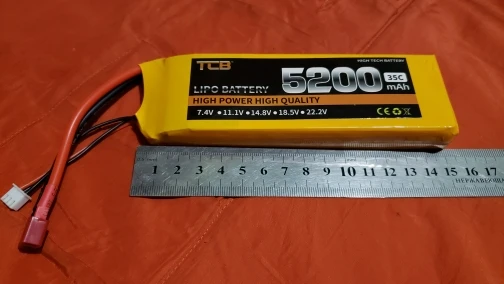 TCB
HIGH TECH BATTERY
LIPO BATTERY
5200 35C
mAh
HIGH POWER HIGH QUALITY
7.4V ● 11.1V ● 14.8V ● 18.5V ● 22.2V
CE
1 2 3 4 5 6 7 8 9 10 11 12 13 14 15 16 17